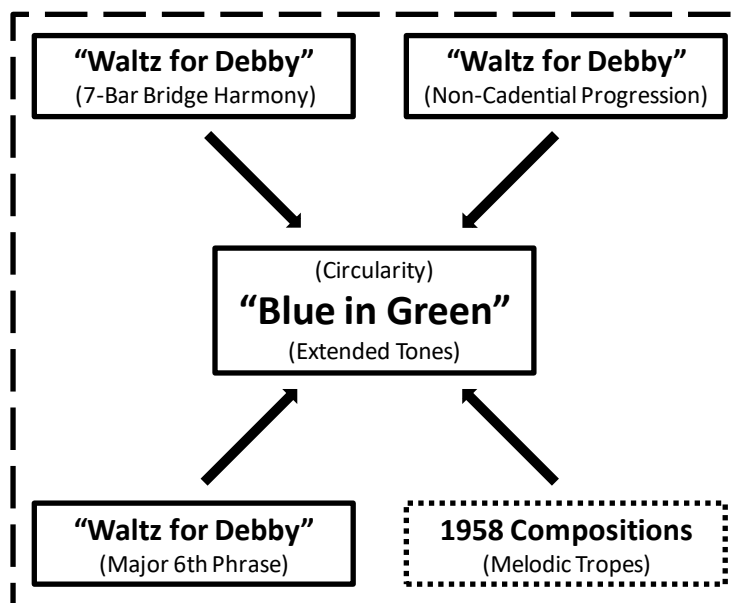 “Waltz for Debby”
(7-Bar Bridge Harmony)
“Waltz for Debby”
(Non-Cadential Progression)
(Circularity)
“Blue in Green”
(Extended Tones)
“Waltz for Debby”
(Major 6th Phrase)
1958 Compositions
(Melodic Tropes)